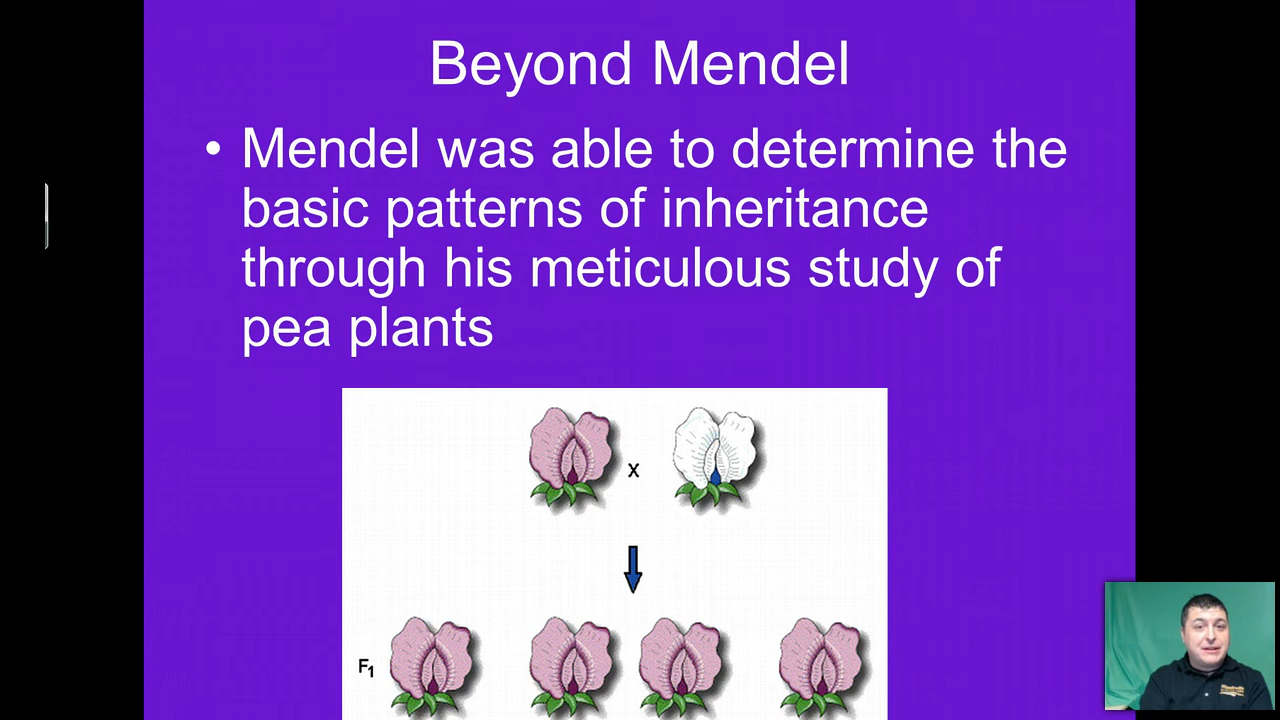 Beyond Mendel
• Mendel was able to determine the
basic patterns of inheritance
through his meticulous study of
pea plants
X
F1